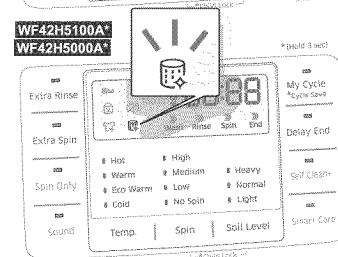 WF42H5100A*
WF42H5000A*
*(Hold 3 sec)
Extra Rinse
Extra Spin
Spin Only
Sound
88
Rinse Spin End
Hot
Warm
Eco Warm
Cold
High
Medium
Low
No Spin
Heavy
Normal
Light
Temp. Spin Soil Level
My Cycle
*Cycle Save
Delay End
Self Clean+
Smart Care